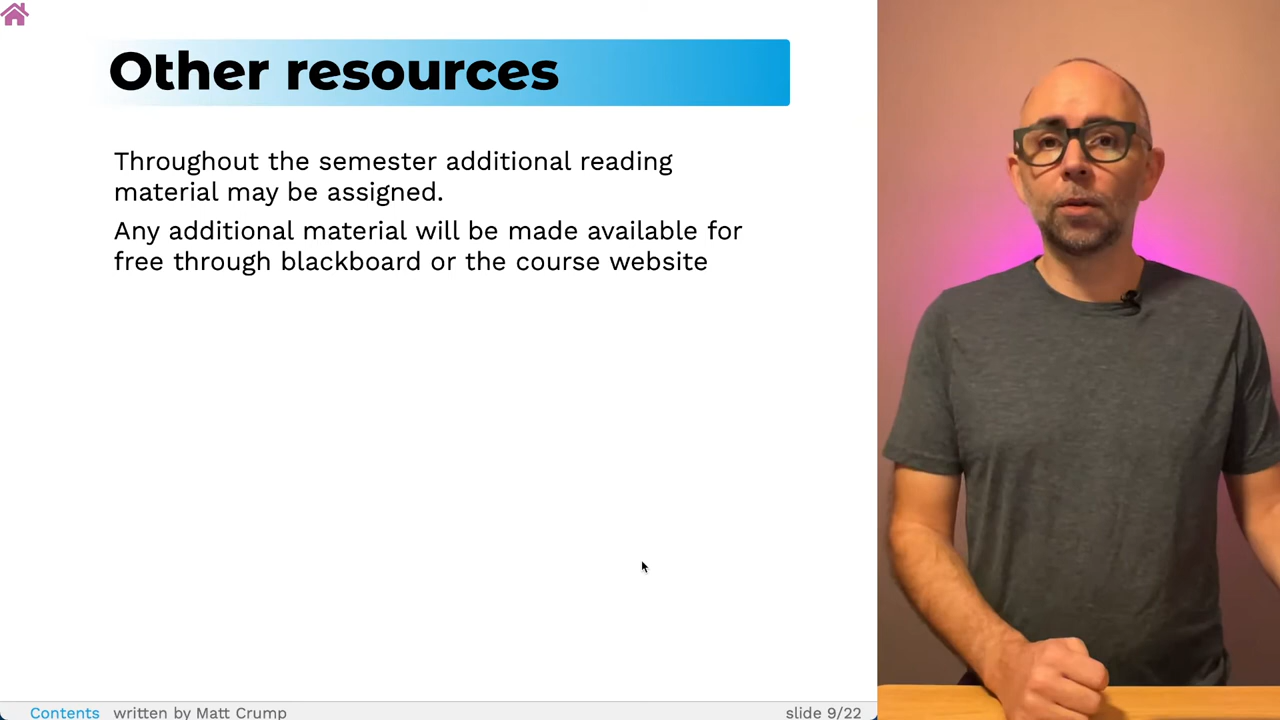 Other resources
Throughout the semester additional reading
material may be assigned.
Any additional material will be made available for
free through blackboard or the course website
Contents written by Matt Crump slide 9/22